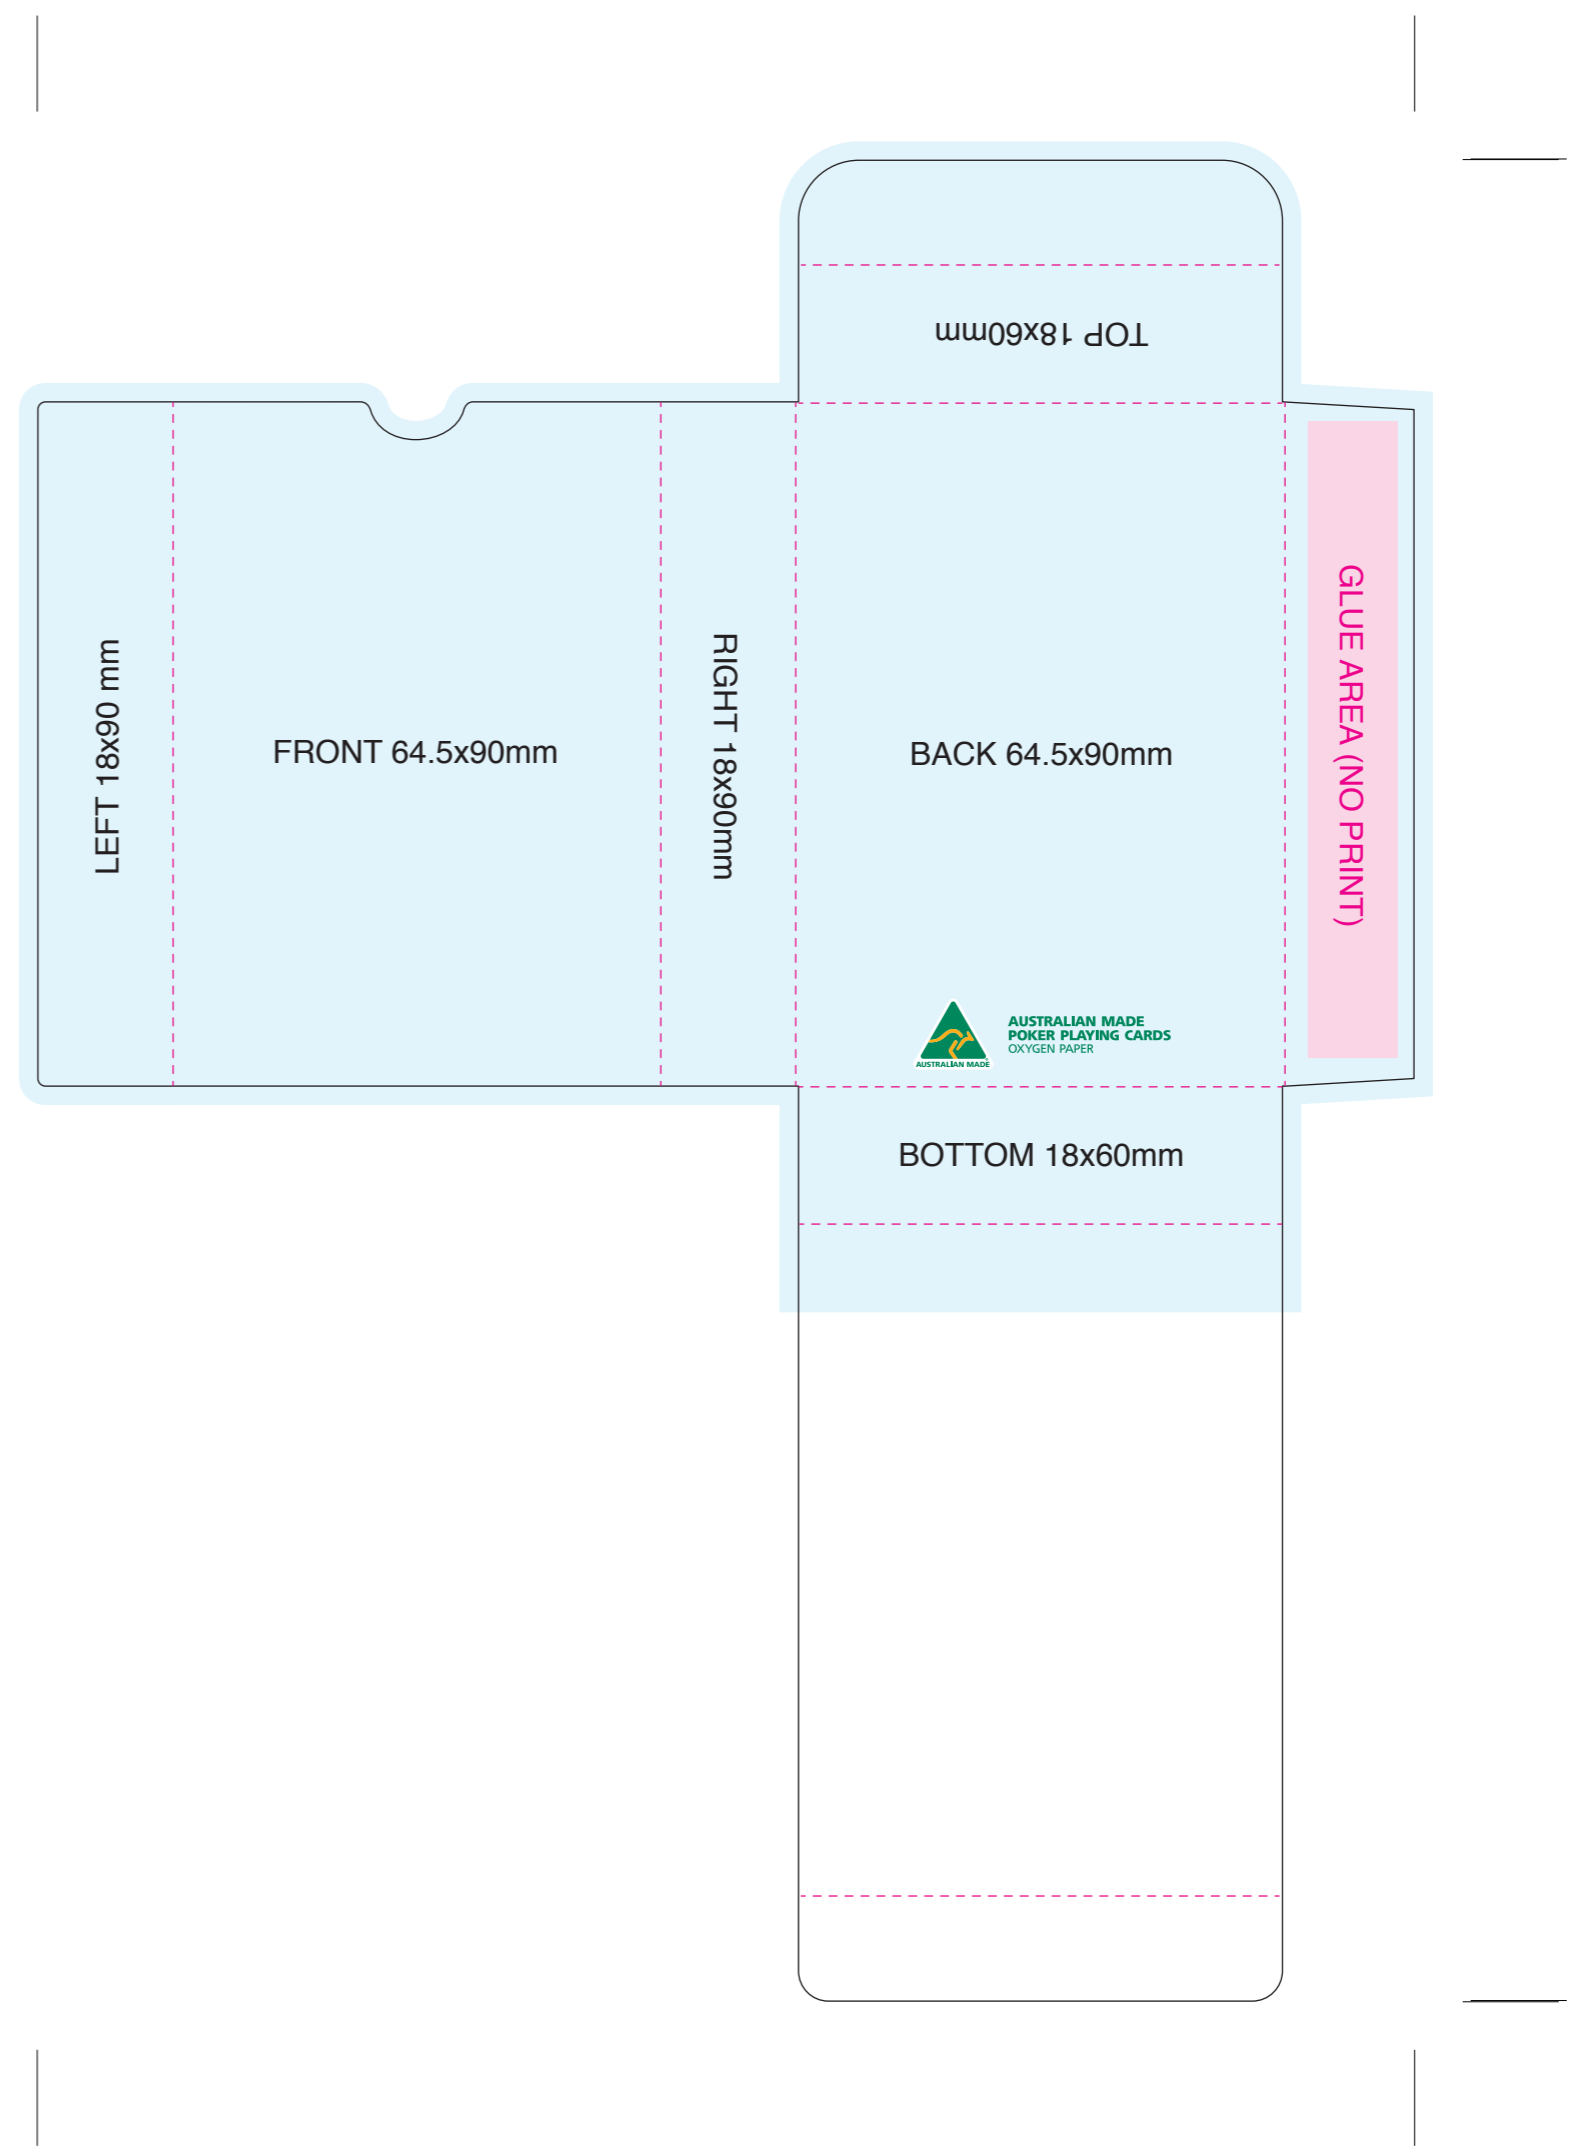 TOP 18x60mm
LEFT 18x90 mm
FRONT 64.5x90mm
RIGHT 18x90mm
BACK 64.5x90mm
GLUE AREA (NO PRINT)
AUSTRALIAN MADE
AUSTRALIAN MADE
POKER PLAYING CARDS
OXYGEN PAPER
BOTTOM 18x60mm